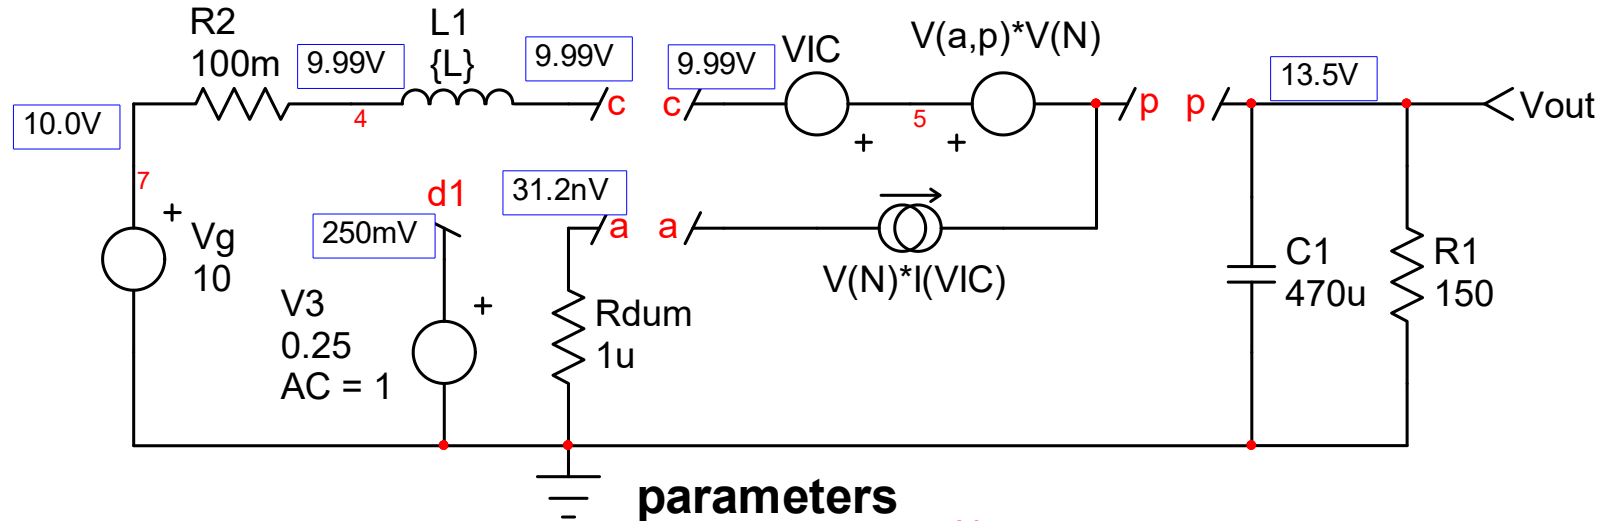 R2
100m
L1
{L}
9.99V
9.99V
9.99V
VIC
V(a,p)*V(N)
13.5V
10.0V
4
c
c
5
+
+
p
p
Vout
7
+
Vg
10
d1
250mV
31.2nV
a
a
V(N)*I(VIC)
V3
0.25
AC = 1
+
Rdum
1u
C1
470u
R1
150
parameters